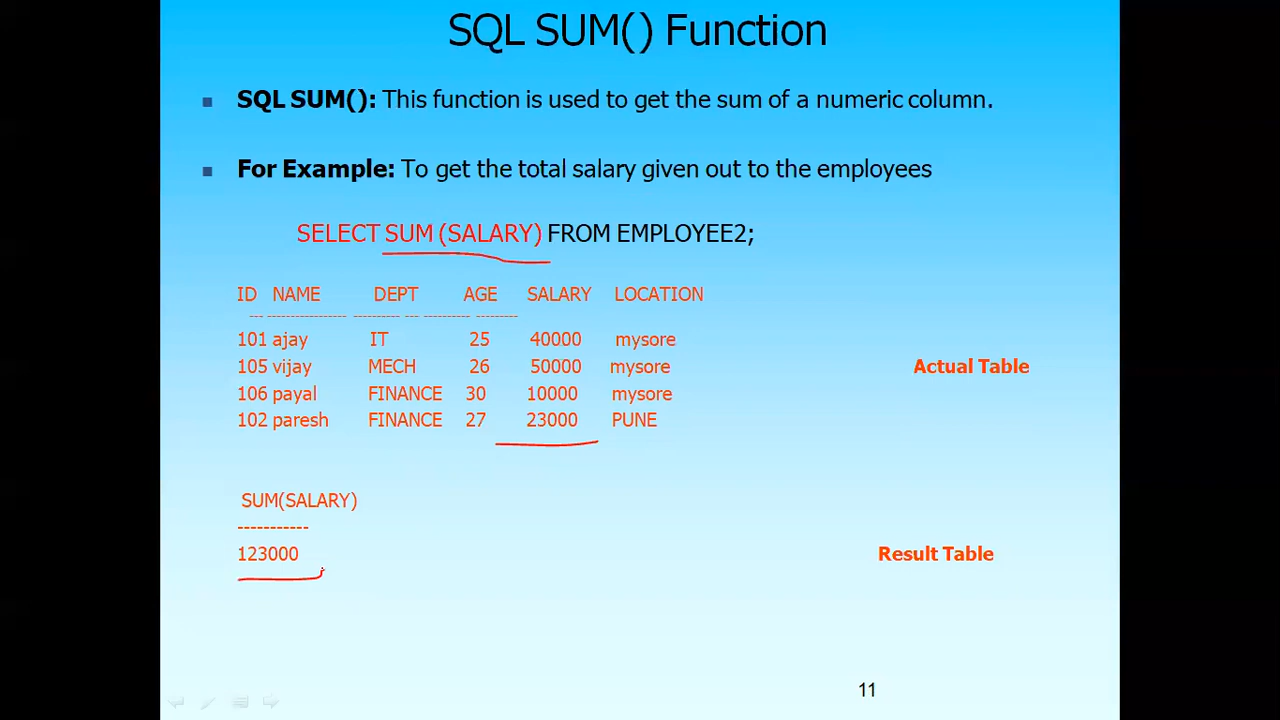 SQL SUM() Function
SQL SUM(): This function is used to get the sum of a numeric column.
For Example: To get the total salary given out to the employees
SELECT SUM (SALARY) FROM EMPLOYEE2;
ID NAME DEPT AGE SALARY LOCATION
--- ----------------- ---------- --- ---------- ---------
101 ajay IT 25 40000 mysore
105 vijay MECH 26 50000 mysore
Actual Table
106 payal FINANCE 30 10000 mysore
102 paresh FINANCE 27 23000 PUNE
SUM(SALARY)
-----------
123000
Result Table
11